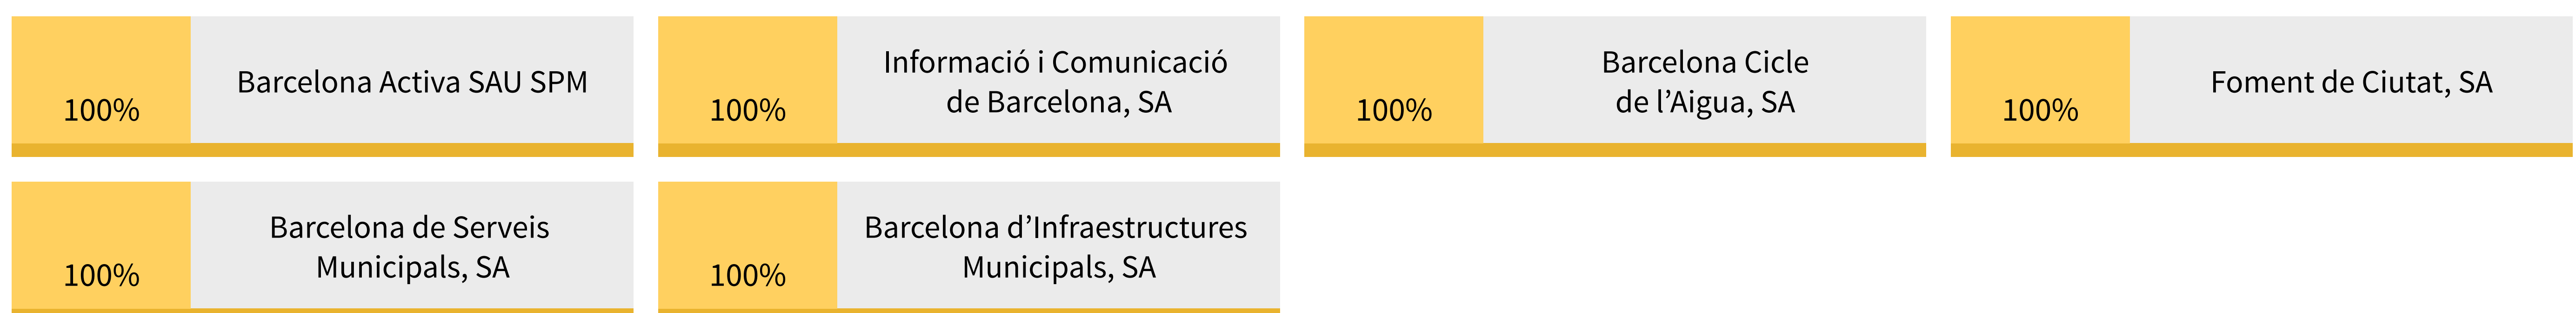 100%
Barcelona Activa SAU SPM
100%
Informació i Comunicació
de Barcelona, SA
100%
Barcelona Cicle
de l’Aigua, SA
100%
Foment de Ciutat, SA
100%
Barcelona de Serveis
Municipals, SA
100%
Barcelona d’Infraestructures
Municipals, SA